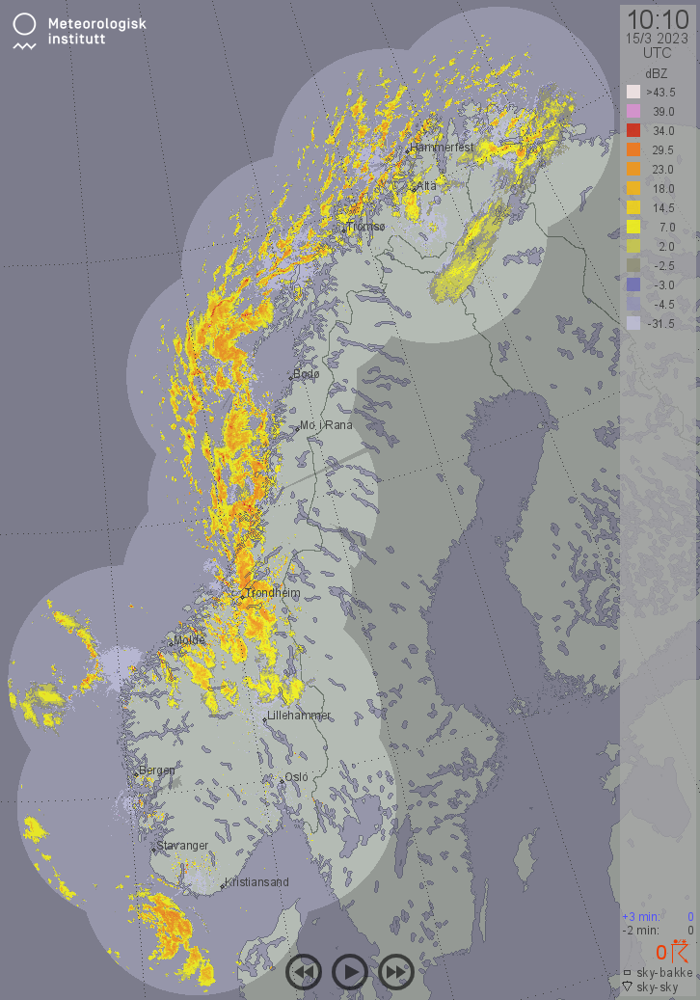 Meteorologisk
institutt
10:10
15/3 2023
UTC
dBZ
>43.5
39.0
34.0
29.5
23.0
18.0
14.5
7.0
2.0
-2.5
-3.0
-4.5
-31.5
Hammerfest
Alta
Tromsø
Bodø
Mo i Rana
Trondheim
Molde
Lillehammer
Bergen
Oslo
Stavanger
Kristiansand
+3 min: 0
-2 min: 0
0
sky-bakke
sky-sky